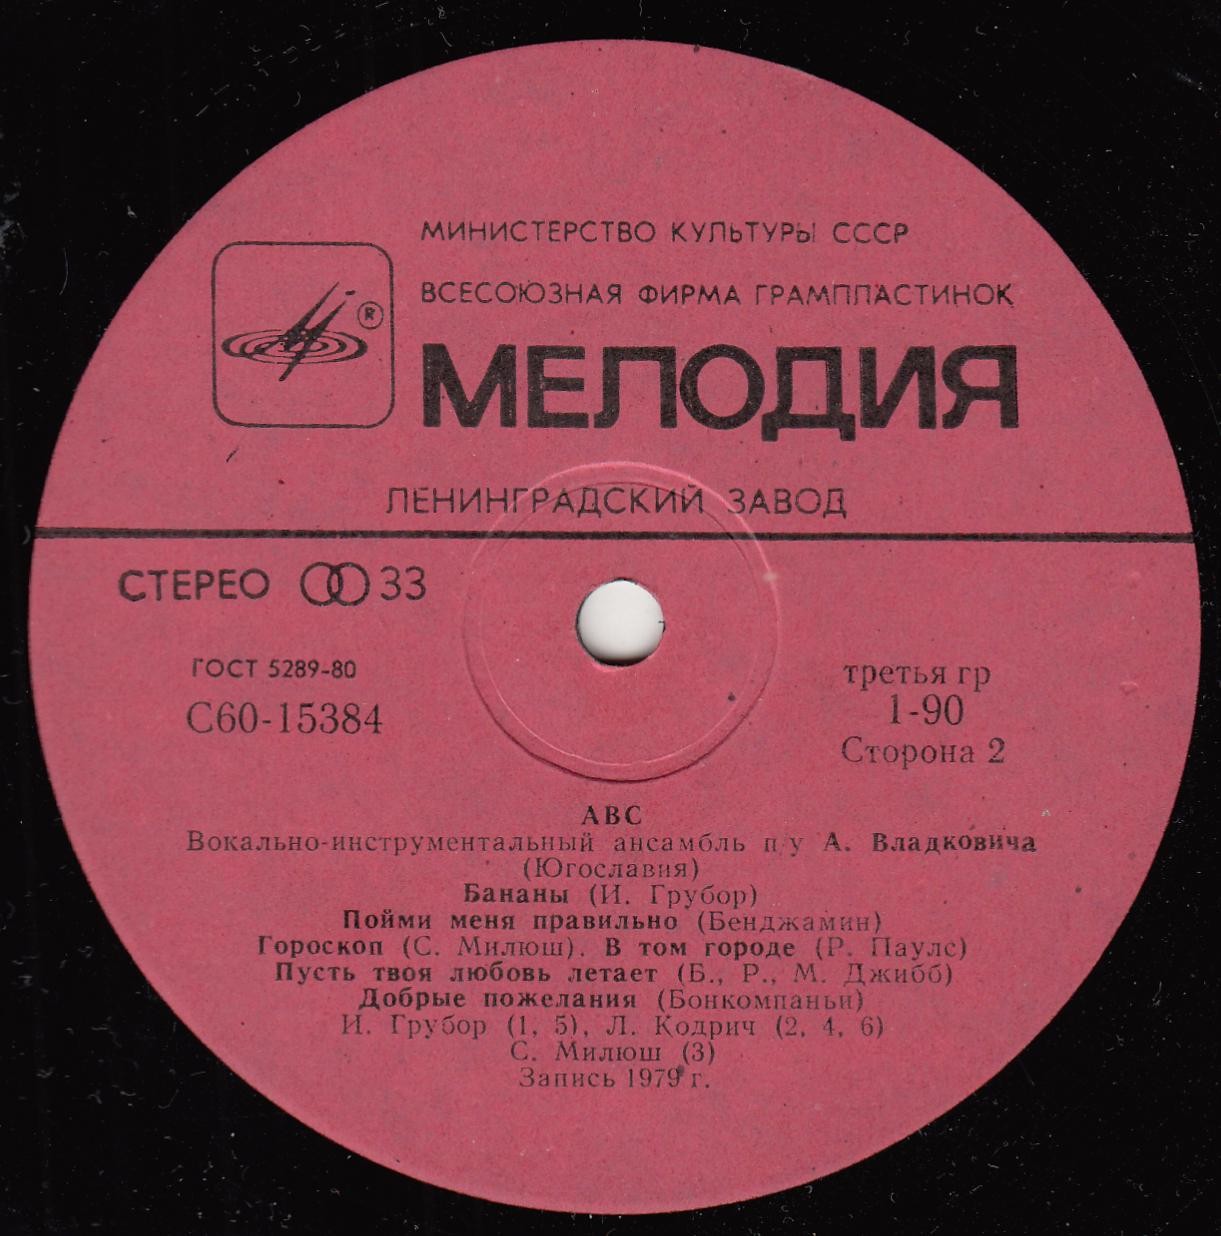 МИНИСТЕРСТВО КУЛЬТУРЫ СССР
ВСЕСОЮЗНАЯ ФИРМА ГРАМПЛАСТИНОК
®
МЕЛОДИЯ
ЛЕНИНГРАДСКИЙ ЗАВОД
СТЕРЕО 33
ГОСТ 5289-80
С60-15384
третья гр
1-90
Сторона 2
АВС
Вокально-инструментальный ансамбль п/у А. Владковича
(Югославия)
Бананы (И. Грубор)
Пойми меня правильно (Бенджамин)
Гороскоп (С. Милюш). В том городе (Р. Паулс)
Пусть твоя любовь летает (Б., Р., М. Джибб)
Добрые пожелания (Бонкомпаньи)
И. Грубор (1, 5), Л. Кодрич (2, 4, 6)
С. Милюш (3)
Запись 1979 г.